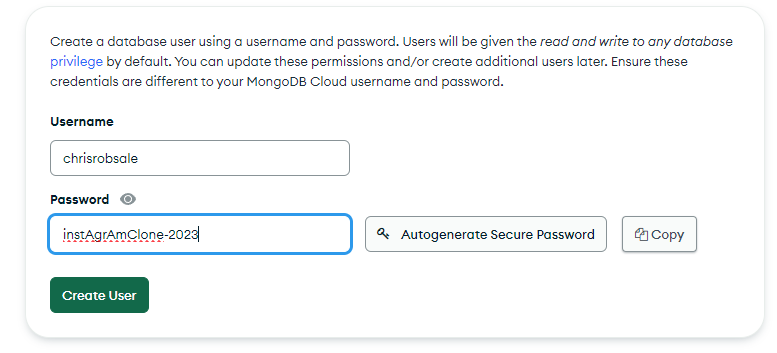 Create a database user using a username and password. Users will be given the read and write to any database
privilege by default. You can update these permissions and/or create additional users later. Ensure these
credentials are different to your MongoDB Cloud username and password.
Username
chrisrobsale
Password
instAgrAmClone-2023
Autogenerate Secure Password
Copy
Create User